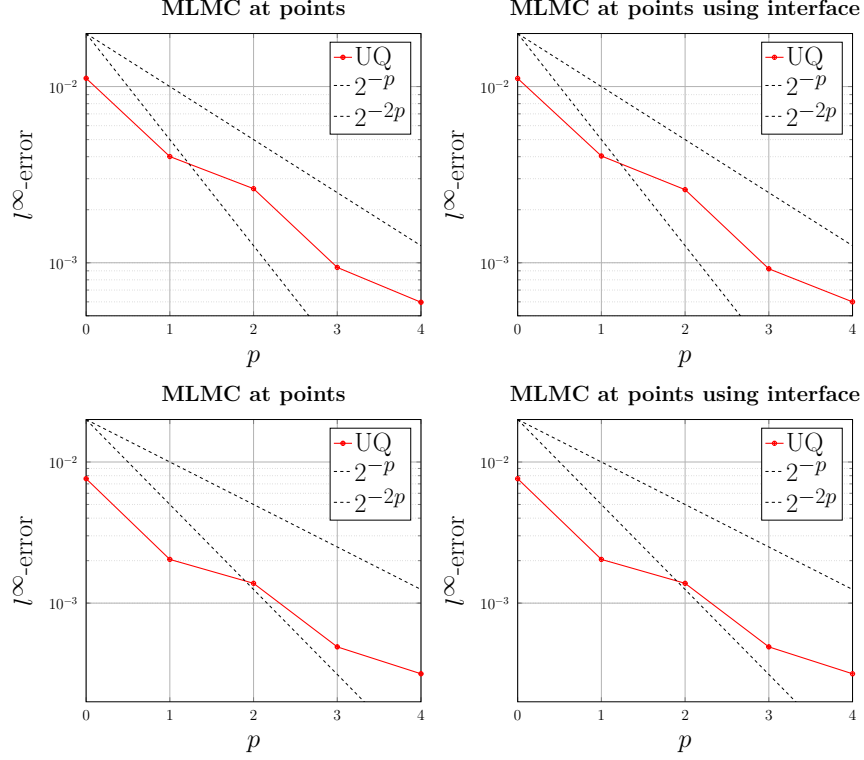 MLMC at points
l^∞-error
10^−2
10^−3
UQ
2^−p
2^−2p
0 1 2 3 4
p
MLMC at points using interface
l^∞-error
10^−2
10^−3
UQ
2^−p
2^−2p
0 1 2 3 4
p
MLMC at points
l^∞-error
10^−2
10^−3
UQ
2^−p
2^−2p
0 1 2 3 4
p
MLMC at points using interface
l^∞-error
10^−2
10^−3
UQ
2^−p
2^−2p
0 1 2 3 4
p